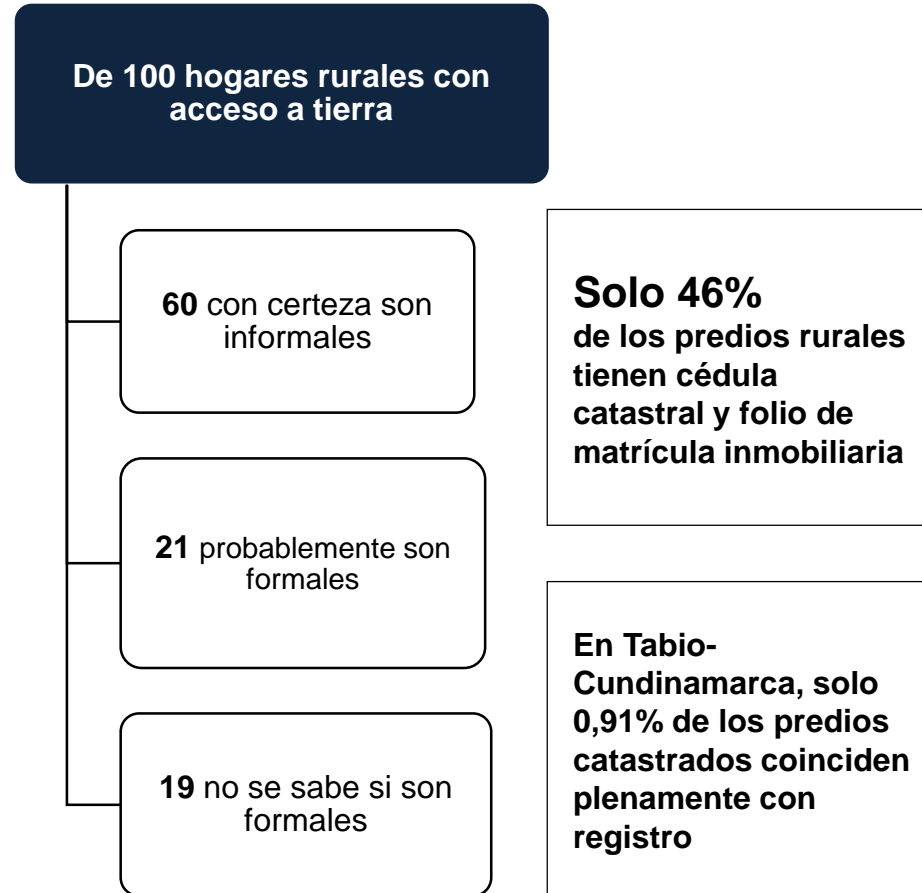 De 100 hogares rurales con
acceso a tierra
60 con certeza son
informales
21 probablemente son
formales
19 no se sabe si son
formales
Solo 46%
de los predios rurales
tienen cédula
catastral y folio de
matrícula inmobiliaria
En Tabio-
Cundinamarca, solo
0,91% de los predios
catastrados coinciden
plenamente con
registro